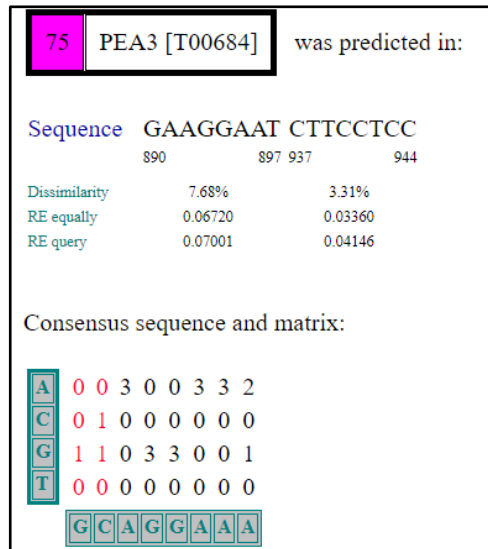 75 PEA3 [T00684] was predicted in:
Sequence GAAGGAAT CTTCCTCC
890 897 937 944
Dissimilarity 7.68% 3.31%
RE equally 0.06720 0.03360
RE query 0.07001 0.04146
Consensus sequence and matrix:
A 0 0 3 0 0 3 3 2
C 0 1 0 0 0 0 0 0
G 1 1 0 3 3 0 0 1
T 0 0 0 0 0 0 0 0
G C A G G A A A